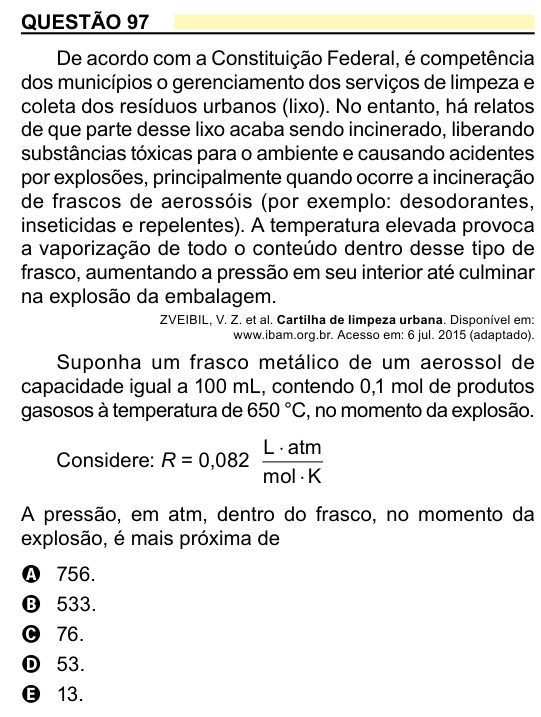 QUESTÃO 97
De acordo com a Constituição Federal, é competência
dos municípios o gerenciamento dos serviços de limpeza e
coleta dos resíduos urbanos (lixo). No entanto, há relatos
de que parte desse lixo acaba sendo incinerado, liberando
substâncias tóxicas para o ambiente e causando acidentes
por explosões, principalmente quando ocorre a incineração
de frascos de aerossóis (por exemplo: desodorantes,
inseticidas e repelentes). A temperatura elevada provoca
a vaporização de todo o conteúdo dentro desse tipo de
frasco, aumentando a pressão em seu interior até culminar
na explosão da embalagem.
ZVEIBIL, V. Z. et al. Cartilha de limpeza urbana. Disponível em:
www.ibam.org.br. Acesso em: 6 jul. 2015 (adaptado).
Suponha um frasco metálico de um aerossol de
capacidade igual a 100 mL, contendo 0,1 mol de produtos
gasosos à temperatura de 650 °C, no momento da explosão.
Considere: R = 0,082 L · atm
mol · K
A pressão, em atm, dentro do frasco, no momento da
explosão, é mais próxima de
A 756.
B 533.
C 76.
D 53.
E 13.